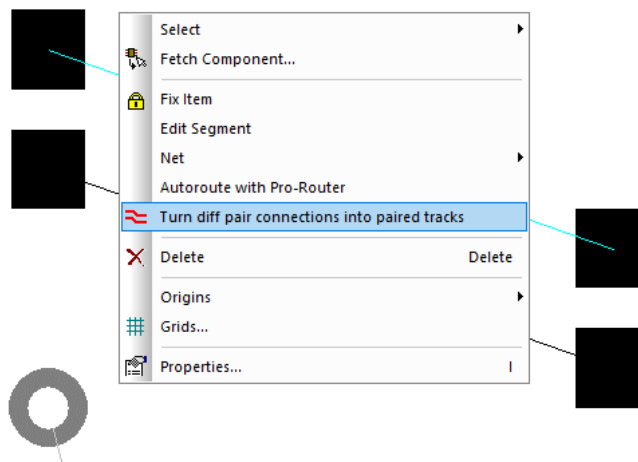 Select
Fetch Component...
Fix Item
Edit Segment
Net
Autoroute with Pro-Router
Turn diff pair connections into paired tracks
Delete Delete
Origins
Grids...
Properties... I